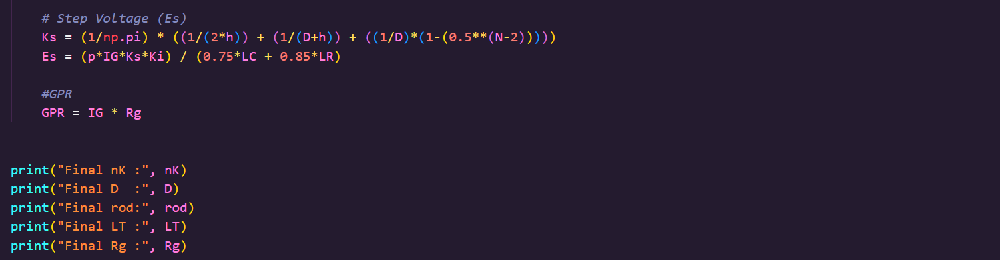 # Step Voltage (Es)
Ks = (1/np.pi) * ((1/(2*h)) + (1/(D+h)) + ((1/D)*(1-(0.5**(N-2)))))
Es = (p*IG*Ks*Ki) / (0.75*LC + 0.85*LR)
#GPR
GPR = IG * Rg
print("Final nK :", nK)
print("Final D  :", D)
print("Final rod:", rod)
print("Final LT :", LT)
print("Final Rg :", Rg)